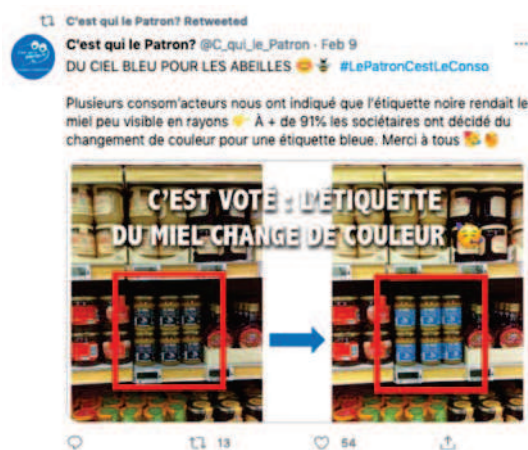 C'est qui le Patron? Retweeted
C'est qui le Patron? @C_qui_le_Patron · Feb 9
DU CIEL BLEU POUR LES ABEILLES 😊 🐝 #LePatronCestLeConso
Plusieurs consom'acteurs nous ont indiqué que l'étiquette noire rendait le
miel peu visible en rayons 👉 À + de 91% les sociétaires ont décidé du
changement de couleur pour une étiquette bleue. Merci à tous 🥳 👏
C'EST VOTÉ : L'ÉTIQUETTE
DU MIEL CHANGE DE COULEUR 🥳
13
54